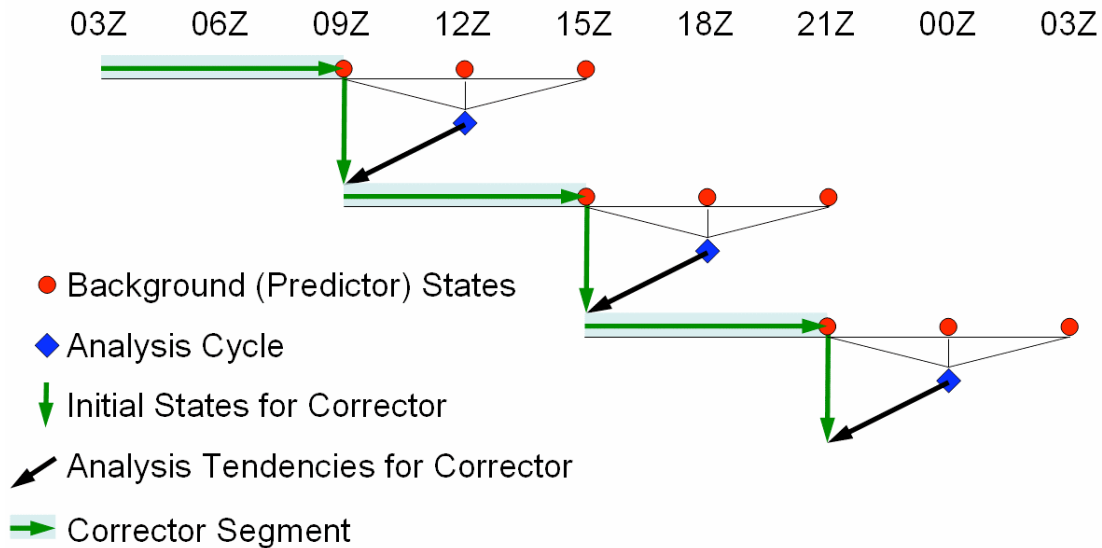 03Z 06Z 09Z 12Z 15Z 18Z 21Z 00Z 03Z
Background (Predictor) States
Analysis Cycle
Initial States for Corrector
Analysis Tendencies for Corrector
Corrector Segment